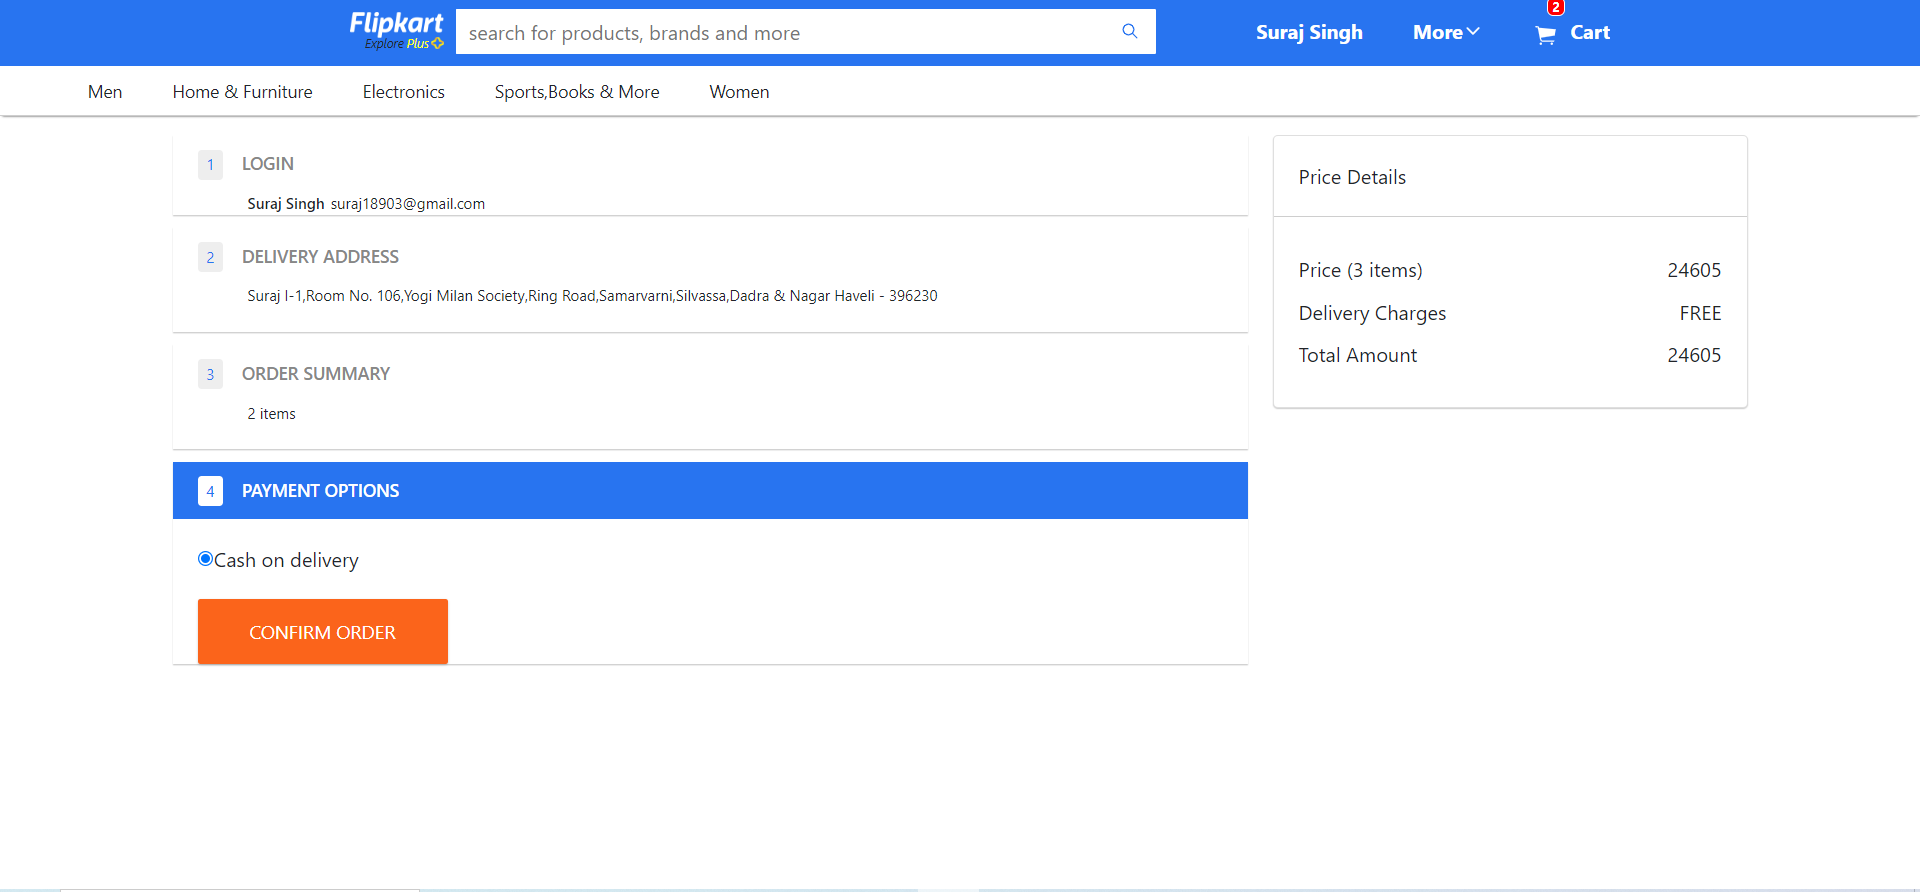 Flipkart
Explore Plus
search for products, brands and more
Suraj Singh
More
2
Cart
Men
Home & Furniture
Electronics
Sports,Books & More
Women
1 LOGIN
Suraj Singh suraj18903@gmail.com
2 DELIVERY ADDRESS
Suraj I-1,Room No. 106,Yogi Milan Society,Ring Road,Samarvarni,Silvassa,Dadra & Nagar Haveli - 396230
3 ORDER SUMMARY
2 items
4 PAYMENT OPTIONS
Cash on delivery
CONFIRM ORDER
Price Details
Price (3 items) 24605
Delivery Charges FREE
Total Amount 24605